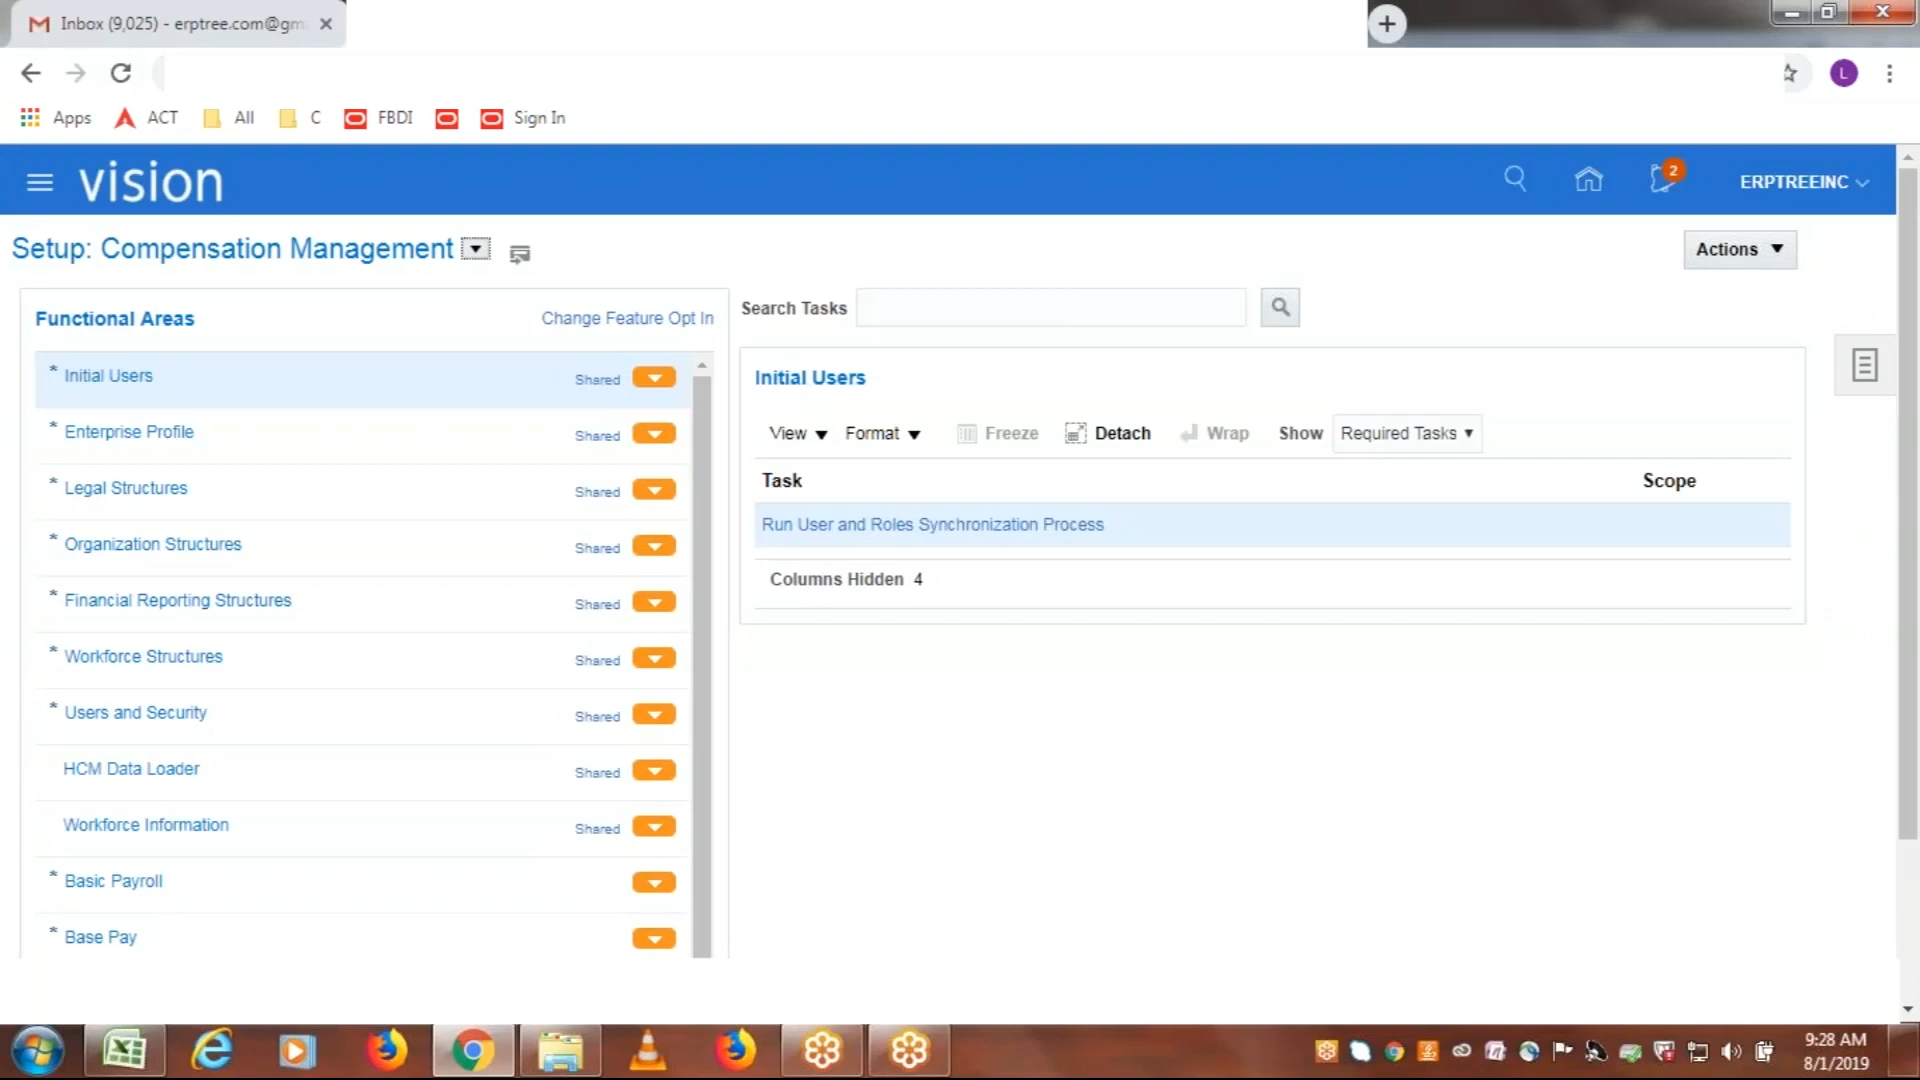 Inbox (9,025) - erptree.com@gm
Apps ACT All C FBDI Sign In
vision
2
ERPTREEINC
Setup: Compensation Management
Actions
Functional Areas
Change Feature Opt In
* Initial Users Shared
* Enterprise Profile Shared
* Legal Structures Shared
* Organization Structures Shared
* Financial Reporting Structures Shared
* Workforce Structures Shared
* Users and Security Shared
HCM Data Loader Shared
Workforce Information Shared
* Basic Payroll
* Base Pay
Search Tasks
Initial Users
View Format Freeze Detach Wrap Show Required Tasks
Task Scope
Run User and Roles Synchronization Process
Columns Hidden 4
L
9:28 AM
8/1/2019